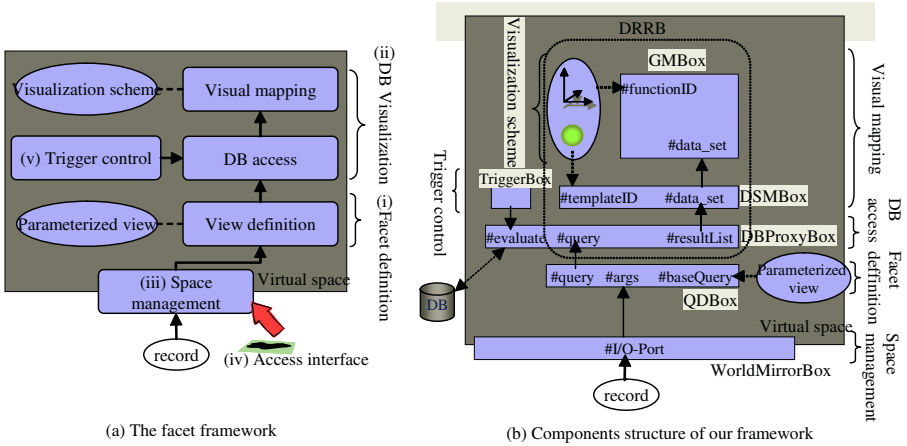 (ii)
DB Visualization
Visualization scheme
Visual mapping
(v) Trigger control
DB access
(i)
Facet definition
Parameterized view
View definition
(iii) Space
management
Virtual space
record
(iv) Access interface
(a) The facet framework
DRRB
Visualization scheme
GMBox
#functionID
#data_set
Visual mapping
Trigger control
TriggerBox
#templateID
#data_set
DSMBox
DB access
#evaluate
#query
#resultList
DBProxyBox
DB
#query
#args
#baseQuery
Parameterized
view
QDBox
Facet deffinition
Virtual space
Space management
#I/O-Port
WorldMirrorBox
record
(b) Components structure of our framework